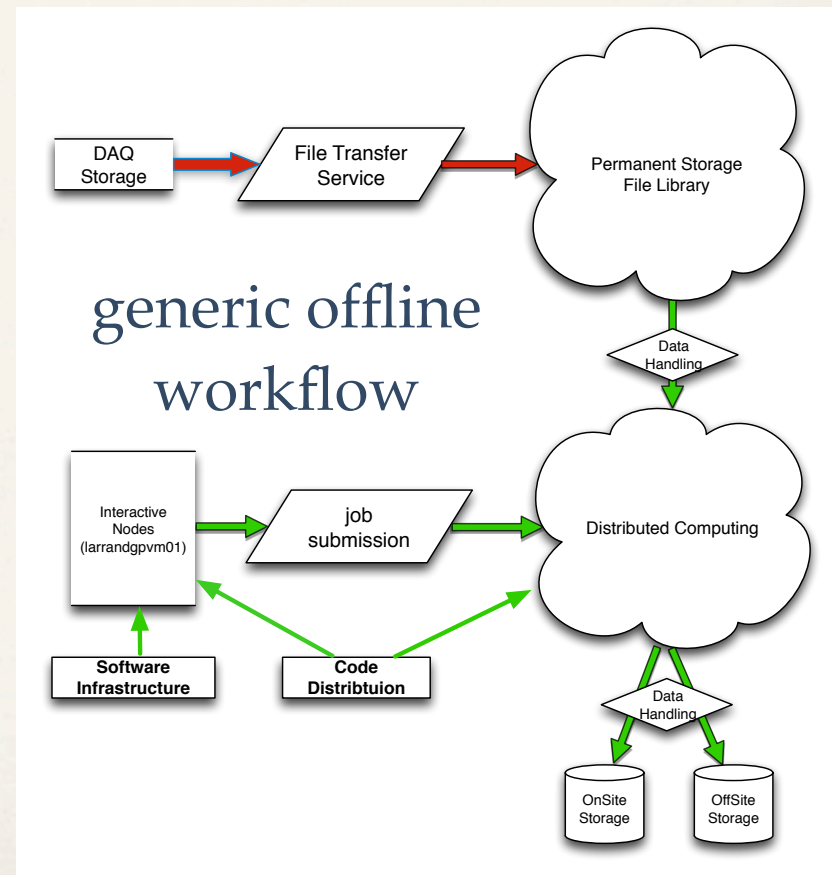 DAQ
Storage
File Transfer
Service
Permanent Storage
File Library
generic offline
workflow
Data
Handling
Interactive
Nodes
(larrandgpvm01)
job
submission
Distributed Computing
Software
Infrastructure
Code
Distribtuion
Data
Handling
OnSite
Storage
OffSite
Storage